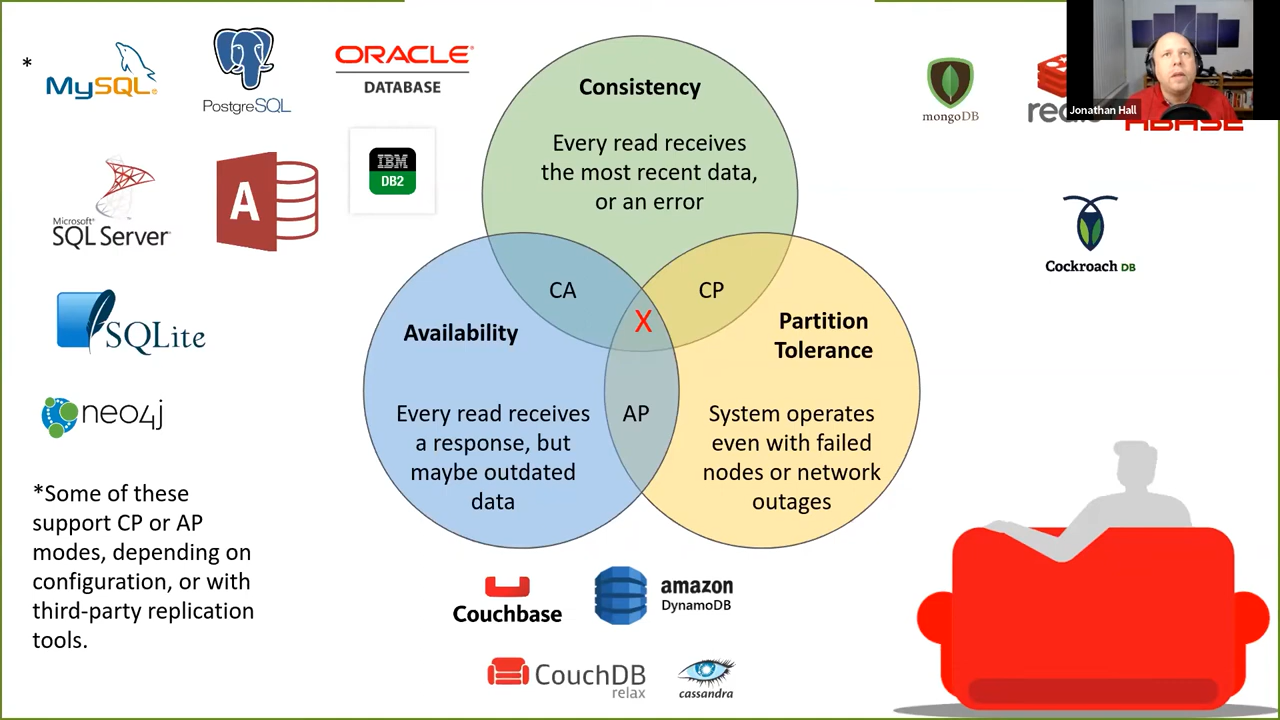 *
MySQL
PostgreSQL
ORACLE
DATABASE
Microsoft
SQL Server
A
IBM
DB2
SQLite
neo4j
*Some of these
support CP or AP
modes, depending on
configuration, or with
third-party replication
tools.
Consistency
Every read receives
the most recent data,
or an error
CA
CP
X
Availability
Every read receives
a response, but
maybe outdated
data
AP
Partition
Tolerance
System operates
even with failed
nodes or network
outages
mongoDB
redis
HBASE
Jonathan Hall
Cockroach DB
Couchbase
amazon
DynamoDB
CouchDB
relax
cassandra